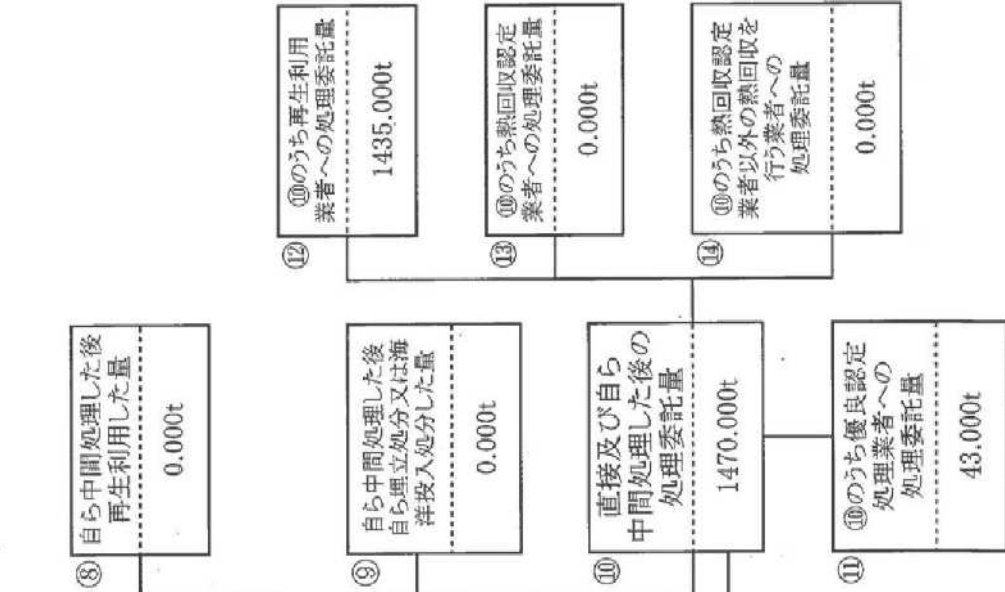 ⑧
自ら中間処理した後
再生利用した量
0.000t
⑨
自ら中間処理した後
自ら埋立処分又は海
洋投入処分した量
0.000t
⑩
直接及び自ら
中間処理した後の
処理委託量
1470.000t
⑪
⑩のうち優良認定
処理業者への
処理委託量
43.000t
⑫
⑩のうち再生利用
業者への処理委託量
1435.000t
⑬
⑩のうち熱回収認定
業者への処理委託量
0.000t
⑭
⑩のうち熱回収認定
業者以外の熱回収を
行う業者への
処理委託量
0.000t